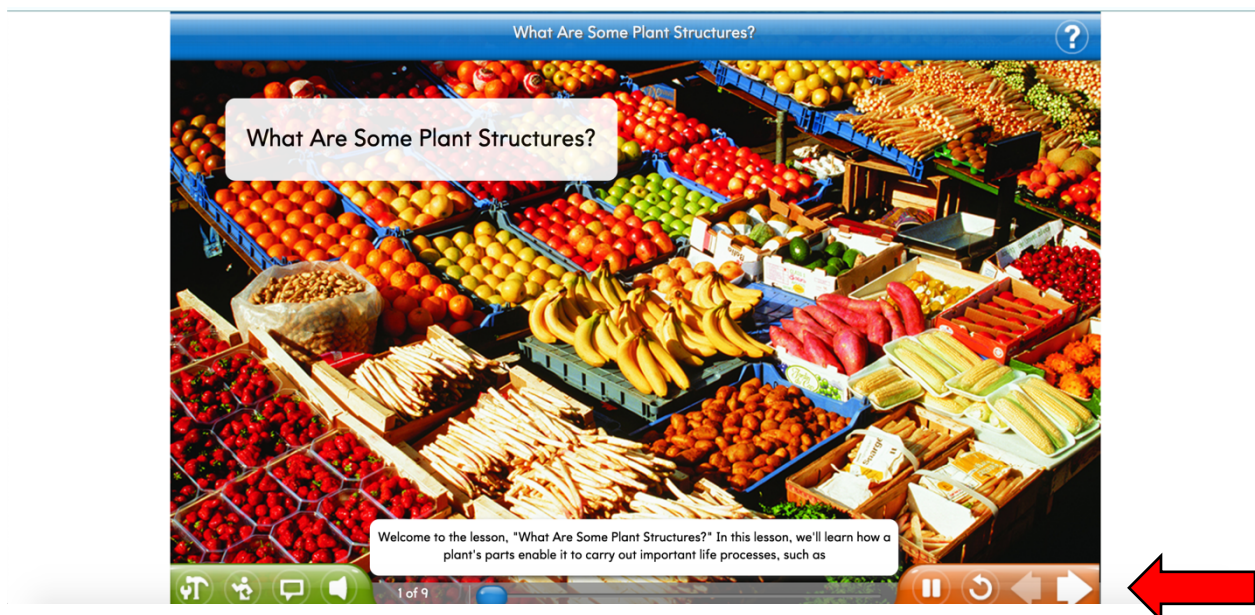 What Are Some Plant Structures?
?
What Are Some Plant Structures?
Welcome to the lesson, "What Are Some Plant Structures?" In this lesson, we'll learn how a
plant's parts enable it to carry out important life processes, such as
1 of 9